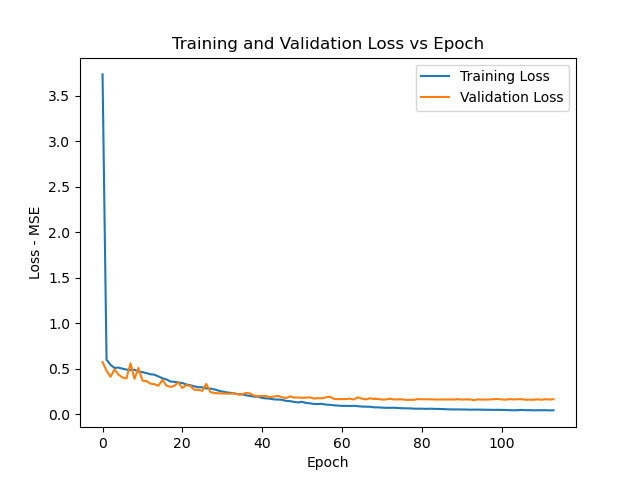 Training and Validation Loss vs Epoch
Training Loss
Validation Loss
Loss - MSE
3.5
3.0
2.5
2.0
1.5
1.0
0.5
0.0
0 20 40 60 80 100
Epoch